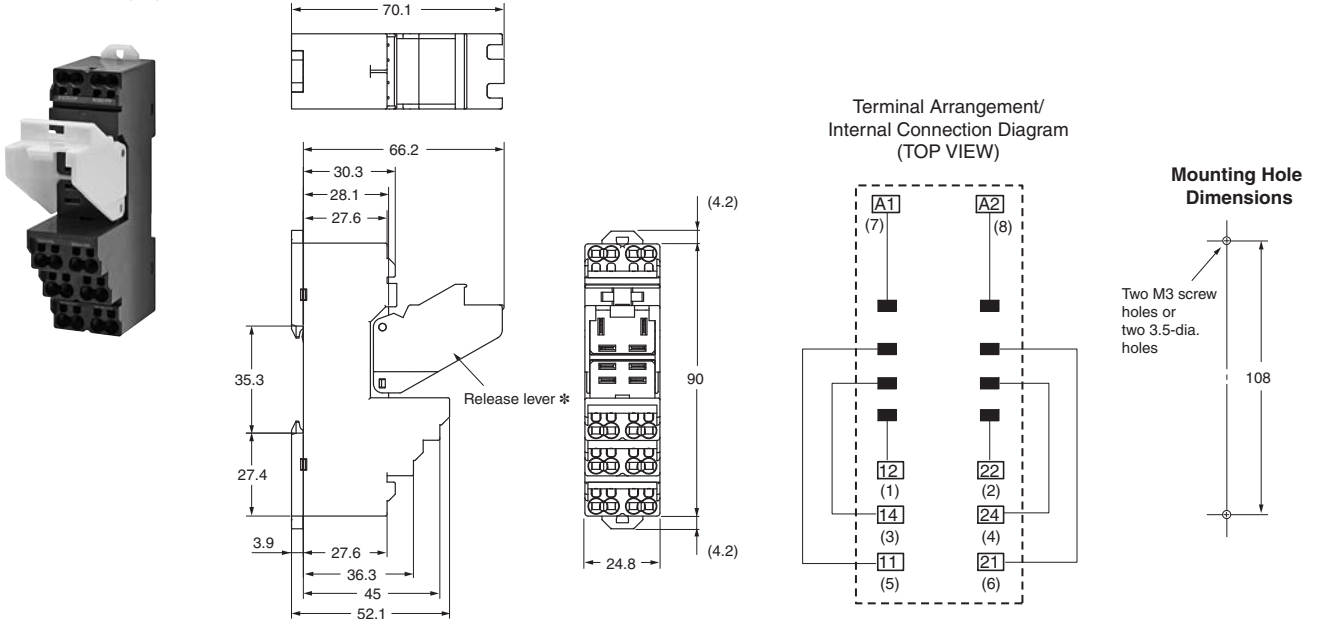 70.1
66.2
30.3
28.1
27.6
35.3
27.4
3.9
27.6
36.3
45
52.1
Release lever *
(4.2)
90
(4.2)
24.8
Terminal Arrangement/
Internal Connection Diagram
(TOP VIEW)
A1 A2
(7) (8)
12 22
(1) (2)
14 24
(3) (4)
11 21
(5) (6)
Mounting Hole
Dimensions
Two M3 screw
holes or
two 3.5-dia.
holes
108